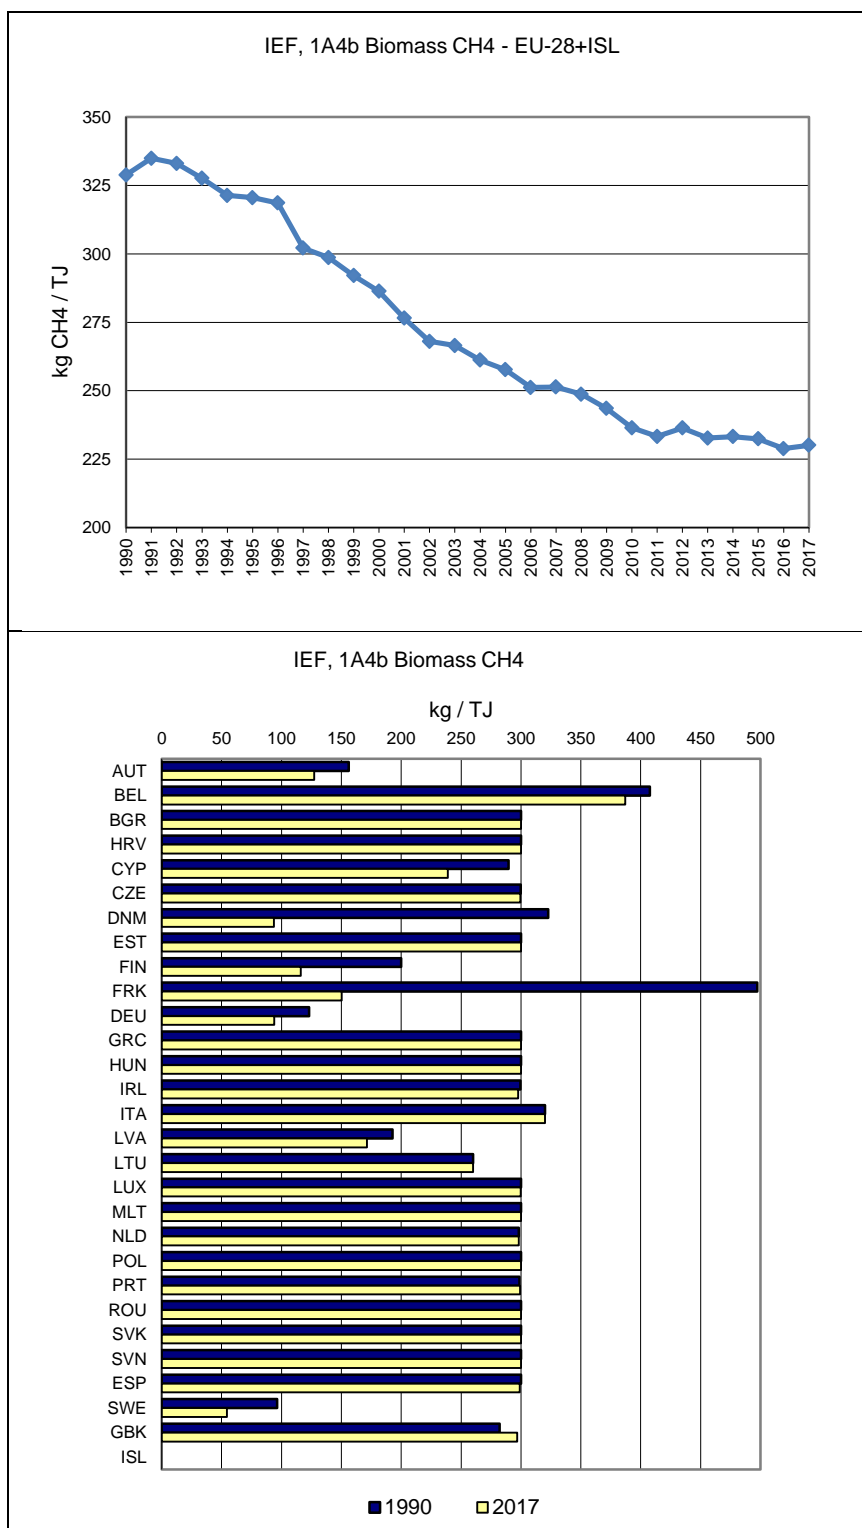 IEF, 1A4b Biomass CH4 - EU-28+ISL
350
325
300
275
250
225
200
kg CH4 / TJ
1990
1991
1992
1993
1994
1995
1996
1997
1998
1999
2000
2001
2002
2003
2004
2005
2006
2007
2008
2009
2010
2011
2012
2013
2014
2015
2016
2017
IEF, 1A4b Biomass CH4
kg / TJ
0 50 100 150 200 250 300 350 400 450 500
AUT
BEL
BGR
HRV
CYP
CZE
DNM
EST
FIN
FRK
DEU
GRC
HUN
IRL
ITA
LVA
LTU
LUX
MLT
NLD
POL
PRT
ROU
SVK
SVN
ESP
SWE
GBK
ISL
1990 2017